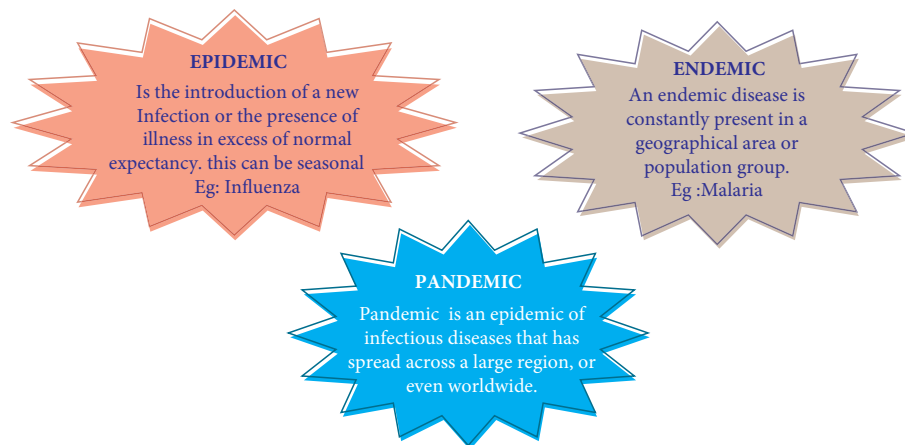 EPIDEMIC
Is the introduction of a new
Infection or the presence of
illness in excess of normal
expectancy. this can be seasonal
Eg: Influenza
ENDEMIC
An endemic disease is
constantly present in a
geographical area or
population group.
Eg :Malaria
PANDEMIC
Pandemic is an epidemic of
infectious diseases that has
spread across a large region, or
even worldwide.